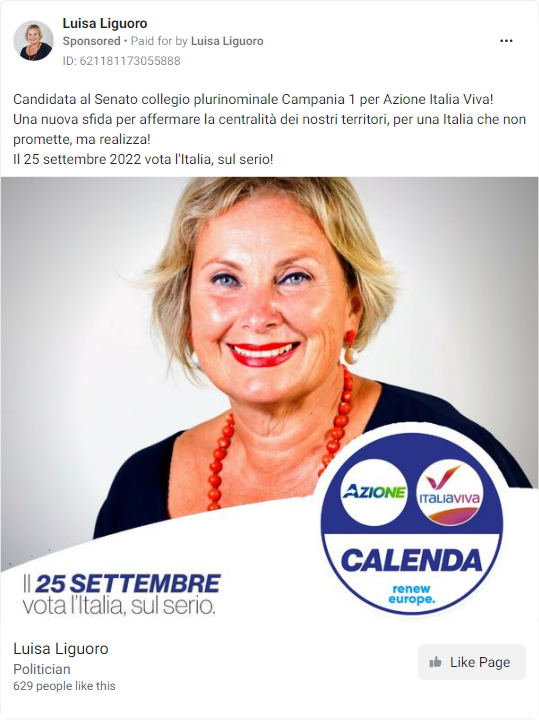 Luisa Liguoro
Sponsored • Paid for by Luisa Liguoro
ID: 621181173055888
Candidata al Senato collegio plurinominale Campania 1 per Azione Italia Viva!
Una nuova sfida per affermare la centralità dei nostri territori, per una Italia che non
promette, ma realizza!
Il 25 settembre 2022 vota l'Italia, sul serio!
AZIONE
ITALIAVIVA
CALENDA
renew
europe.
Il 25 SETTEMBRE
vota l'Italia, sul serio.
Luisa Liguoro
Politician
629 people like this
Like Page